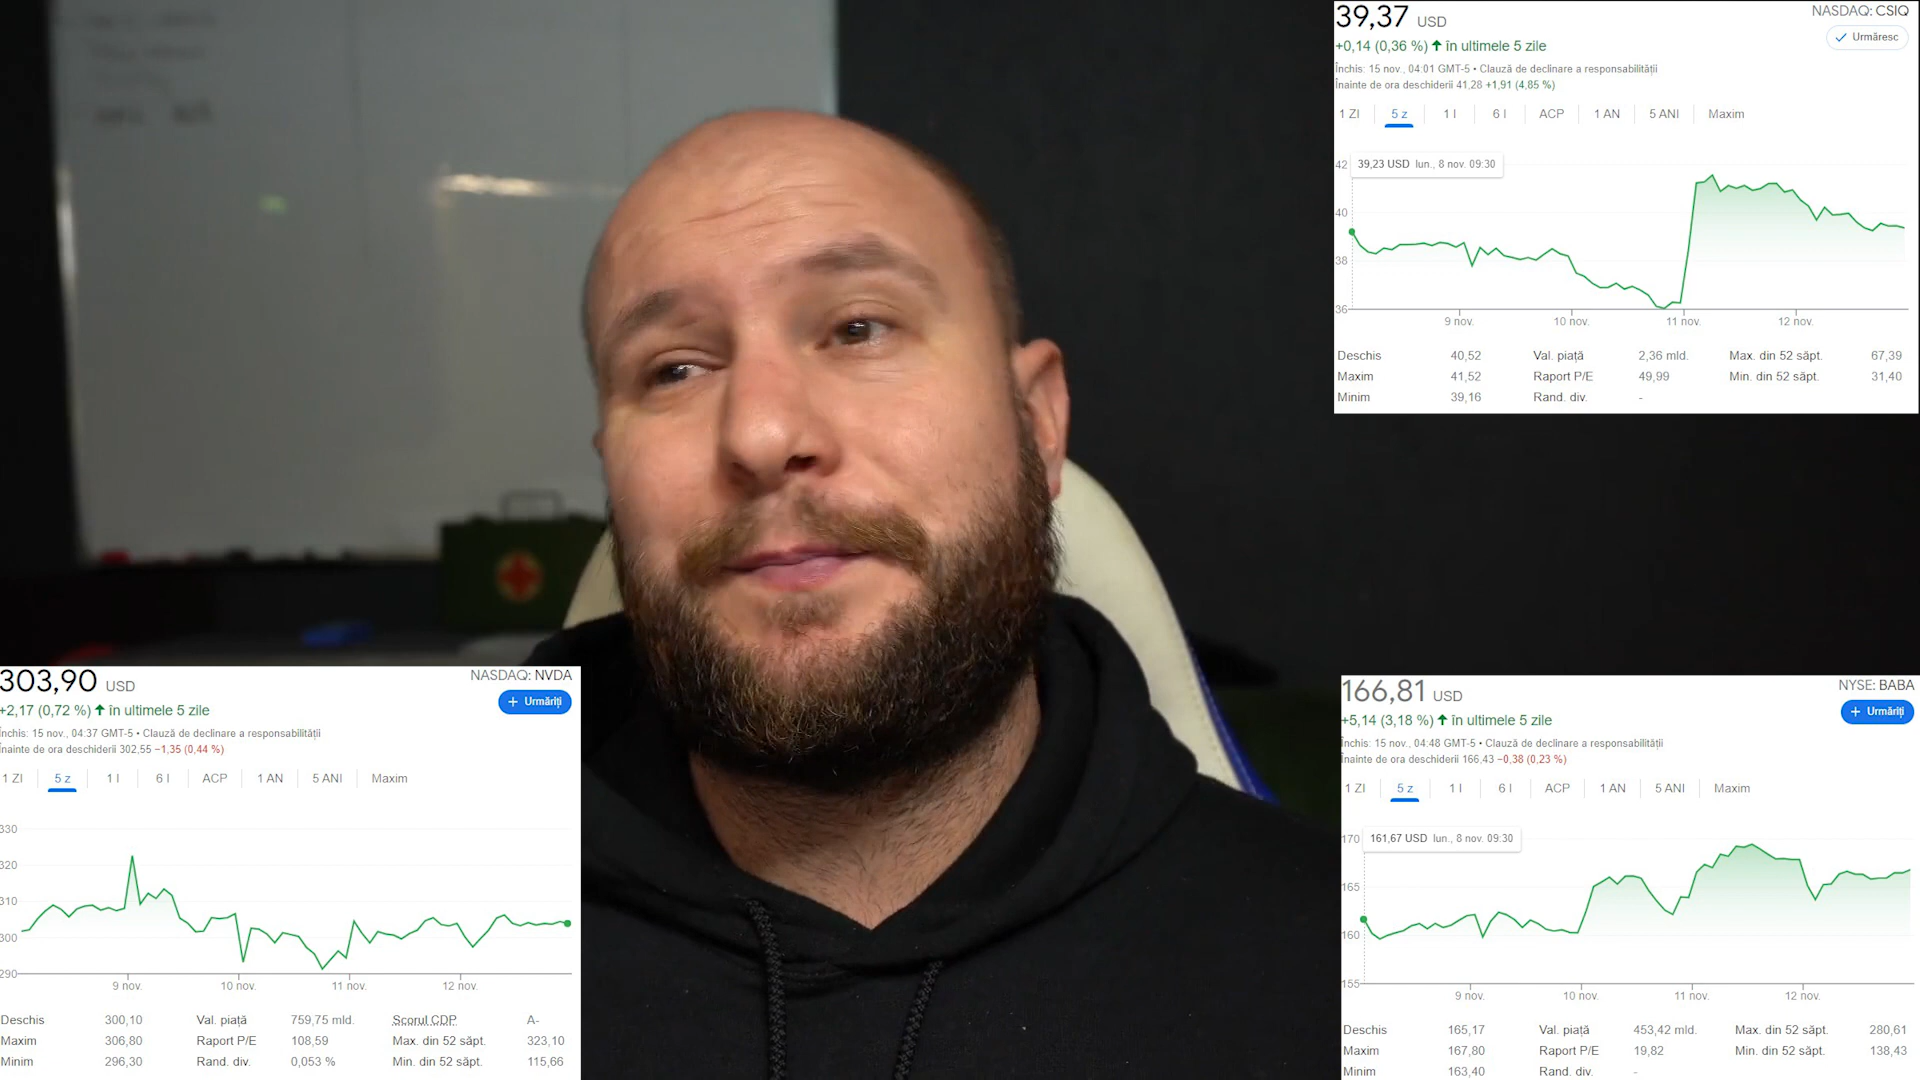 39,37 USD
NASDAQ: CSIQ
Urmăresc
+0,14 (0,36 %) ↑ în ultimele 5 zile
Închis: 15 nov., 04:01 GMT-5 • Clauză de declinare a responsabilității
Înainte de ora deschiderii 41,28 +1,91 (4,85 %)
1 ZI 5 z 1 l 6 l ACP 1 AN 5 ANI Maxim
39,23 USD lun., 8 nov. 09:30
42
40
38
36
9 nov. 10 nov. 11 nov. 12 nov.
Deschis 40,52 Val. piață 2,36 mld. Max. din 52 săpt. 67,39
Maxim 41,52 Raport P/E 49,99 Min. din 52 săpt. 31,40
Minim 39,16 Rand. div. -
303,90 USD
NASDAQ: NVDA
+ Urmăriți
+2,17 (0,72 %) ↑ în ultimele 5 zile
nchis: 15 nov., 04:37 GMT-5 • Clauză de declinare a responsabilității
nainte de ora deschiderii 302,55 −1,35 (0,44 %)
1 ZI 5 z 1 l 6 l ACP 1 AN 5 ANI Maxim
330
320
310
300
290
9 nov. 10 nov. 11 nov. 12 nov.
Deschis 300,10 Val. piață 759,75 mld. Scorul CDP A-
Maxim 306,80 Raport P/E 108,59 Max. din 52 săpt. 323,10
Minim 296,30 Rand. div. 0,053 % Min. din 52 săpt. 115,66
166,81 USD
NYSE: BABA
+ Urmăriți
+5,14 (3,18 %) ↑ în ultimele 5 zile
Închis: 15 nov., 04:48 GMT-5 • Clauză de declinare a responsabilității
Înainte de ora deschiderii 166,43 −0,38 (0,23 %)
1 ZI 5 z 1 l 6 l ACP 1 AN 5 ANI Maxim
161,67 USD lun., 8 nov. 09:30
170
165
160
155
9 nov. 10 nov. 11 nov. 12 nov.
Deschis 165,17 Val. piață 453,42 mld. Max. din 52 săpt. 280,61
Maxim 167,80 Raport P/E 19,82 Min. din 52 săpt. 138,43
Minim 163,40 Rand. div. -